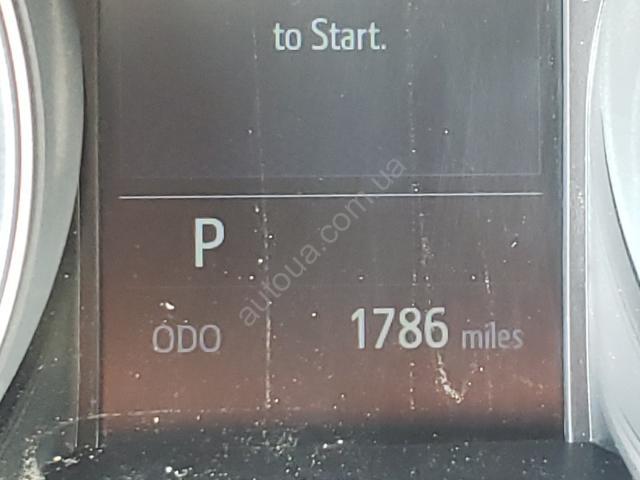 to Start.
P
autoua.com.ua
ODO 1786 miles